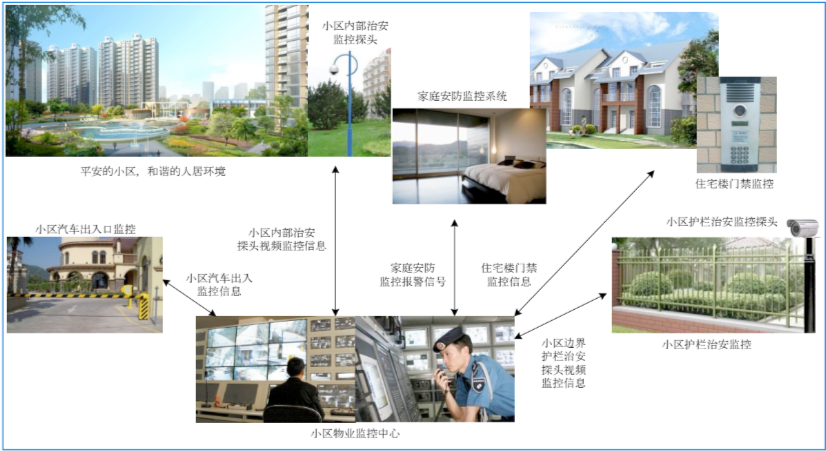 小区内部治安
监控探头
家庭安防监控系统
平安的小区，和谐的人居环境
住宅楼门禁监控
小区护栏治安监控探头
小区汽车出入口监控
小区内部治安
探头视频监控信息
小区汽车出入
监控信息
家庭安防
监控报警信号
住宅楼门禁
监控信息
小区边界
护栏治安
探头视频
监控信息
小区护栏治安监控
小区物业监控中心